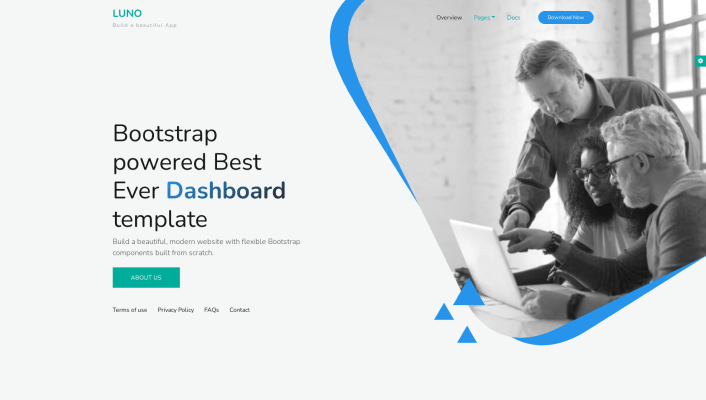 LUNO
Build a beautiful App
Overview Pages Docs Download Now
Bootstrap
powered Best
Ever Dashboard
template
Build a beautiful, modern website with flexible Bootstrap
components built from scratch.
ABOUT US
Terms of use Privacy Policy FAQs Contact